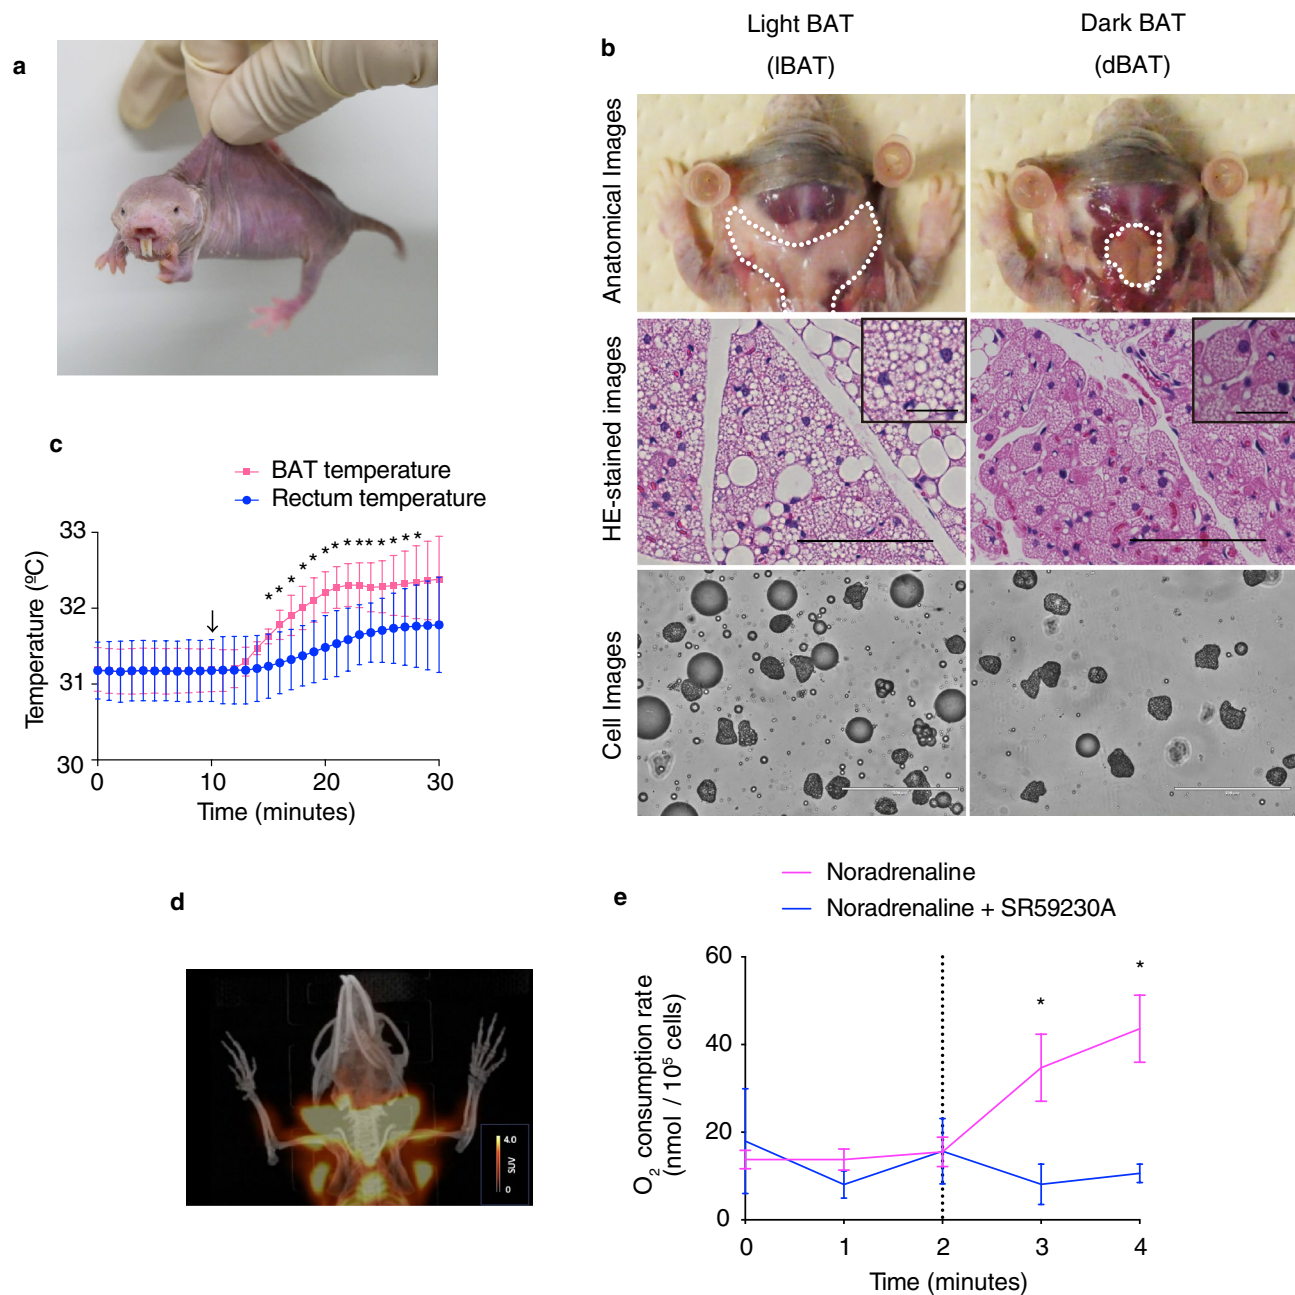 a
b
Light BAT
(lBAT)
Dark BAT
(dBAT)
Anatomical Images
HE-stained images
Cell Images
c
BAT temperature
Rectum temperature
Temperature (ºC)
33
32
31
30
* * * * * * * * * * * * * *
↓
0
10
20
30
Time (minutes)
d
4.0
SUV
0
e
Noradrenaline
Noradrenaline + SR59230A
O₂ consumption rate
(nmol / 10⁵ cells)
60
40
20
0
*
*
0
1
2
3
4
Time (minutes)